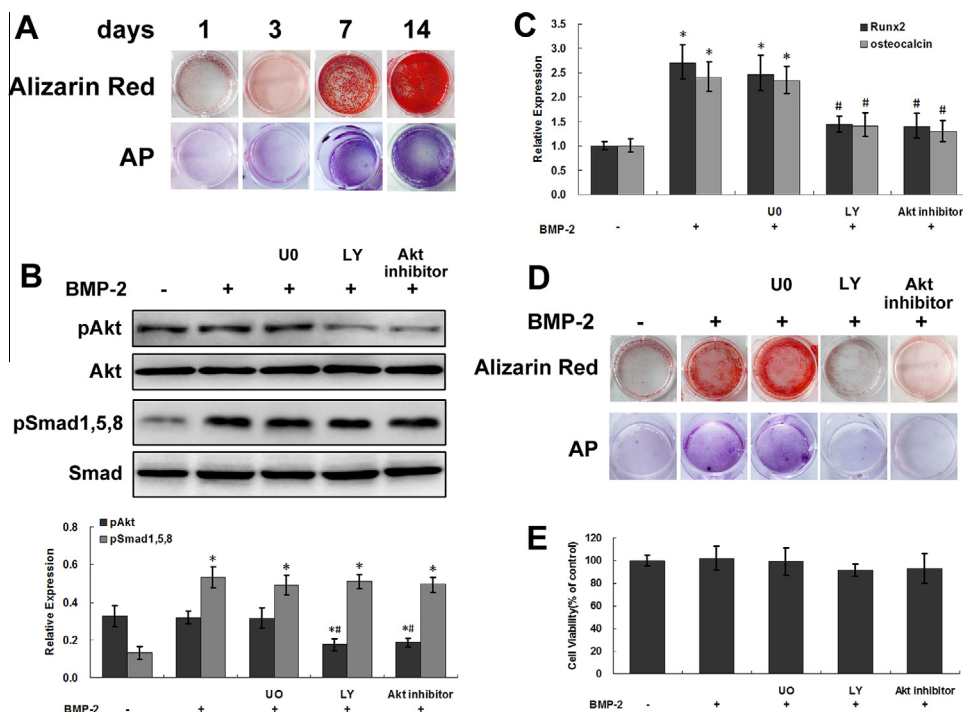 A
days 1 3 7 14
Alizarin Red
AP
B
U0 LY Akt inhibitor
BMP-2 - + + + +
pAkt
Akt
pSmad1,5,8
Smad
pAkt
pSmad1,5,8
Relative Expression
0.8
0.6
0.4
0.2
0.0
* * * *
*# *#
UO LY Akt inhibitor
BMP-2 - + + + +
C
Runx2
osteocalcin
Relative Expression
3.5
3.0
2.5
2.0
1.5
1.0
0.5
0.0
* * * * # # # #
U0 LY Akt inhibitor
BMP-2 - + + + +
D
U0 LY Akt inhibitor
BMP-2 - + + + +
Alizarin Red
AP
E
Cell Viability(% of control)
120
100
80
60
40
20
0
UO LY Akt inhibitor
BMP-2 - + + + +